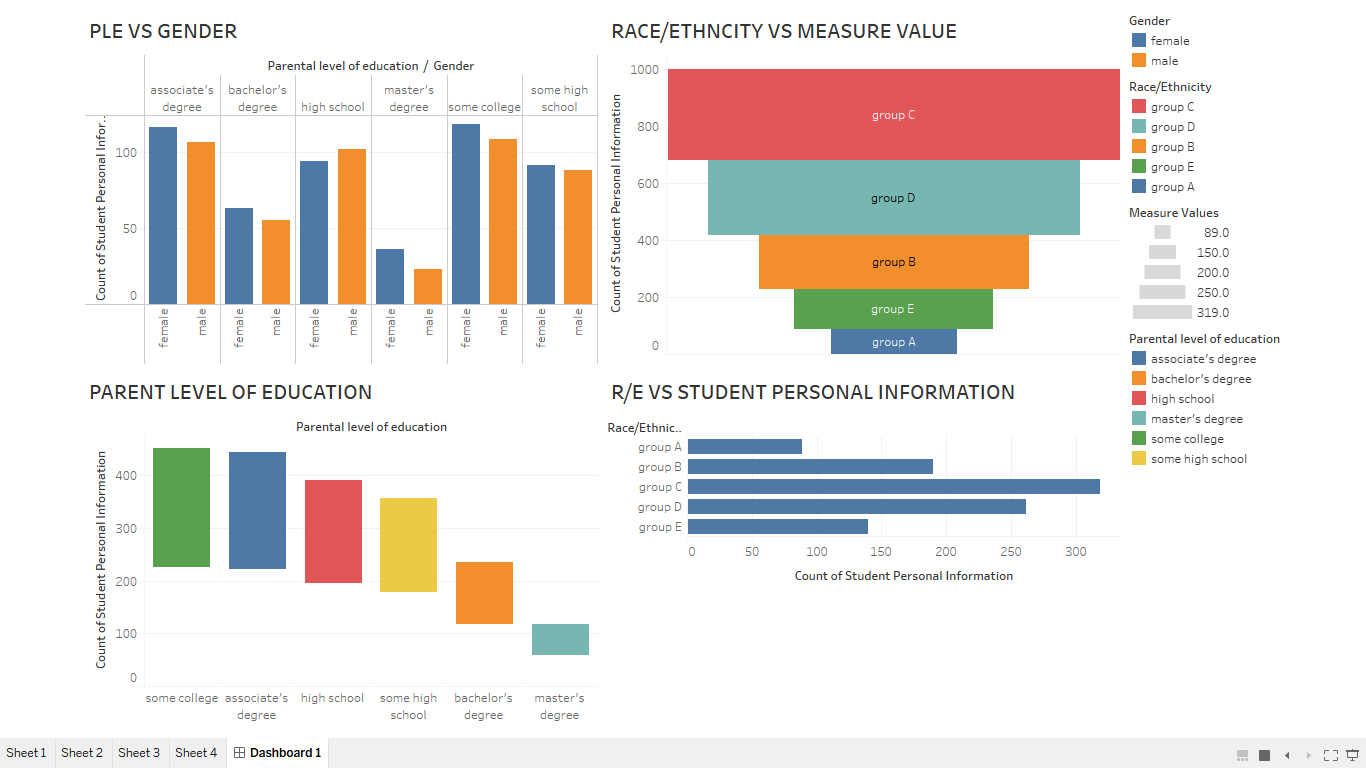 PLE VS GENDER
Parental level of education / Gender
associate's degree
bachelor's degree
high school
master's degree
some college
some high school
Count of Student Personal Infor..
100
50
0
female
male
female
male
female
male
female
male
female
male
female
male
RACE/ETHNCITY VS MEASURE VALUE
Count of Student Personal Information
1000
800
600
400
200
0
group C
group D
group B
group E
group A
PARENT LEVEL OF EDUCATION
Parental level of education
Count of Student Personal Information
400
300
200
100
0
some college
associate's degree
high school
some high school
bachelor's degree
master's degree
R/E VS STUDENT PERSONAL INFORMATION
Race/Ethnic..
group A
group B
group C
group D
group E
0 50 100 150 200 250 300
Count of Student Personal Information
Gender
female
male
Race/Ethnicity
group C
group D
group B
group E
group A
Measure Values
89.0
150.0
200.0
250.0
319.0
Parental level of education
associate's degree
bachelor's degree
high school
master's degree
some college
some high school
Sheet 1 Sheet 2 Sheet 3 Sheet 4 Dashboard 1